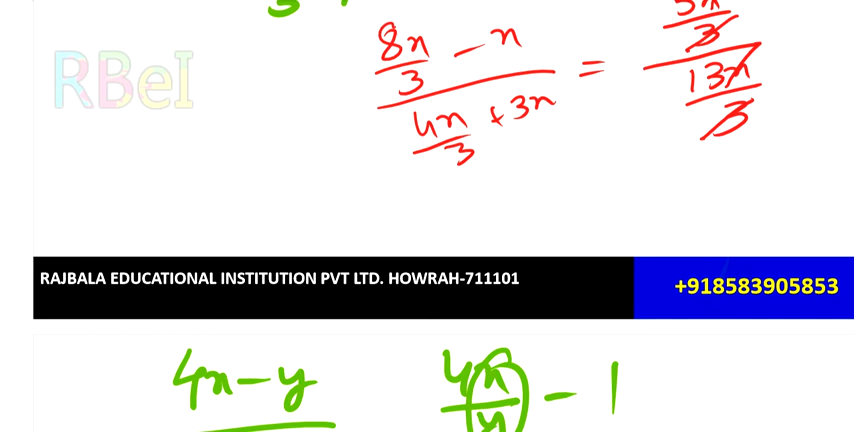 3
8x/3 - x / 4x/3 + 3x = 5x/3 / 13x/3
RBeI
RAJBALA EDUCATIONAL INSTITUTION PVT LTD. HOWRAH-711101
+918583905853
4x - y
4x/y - 1